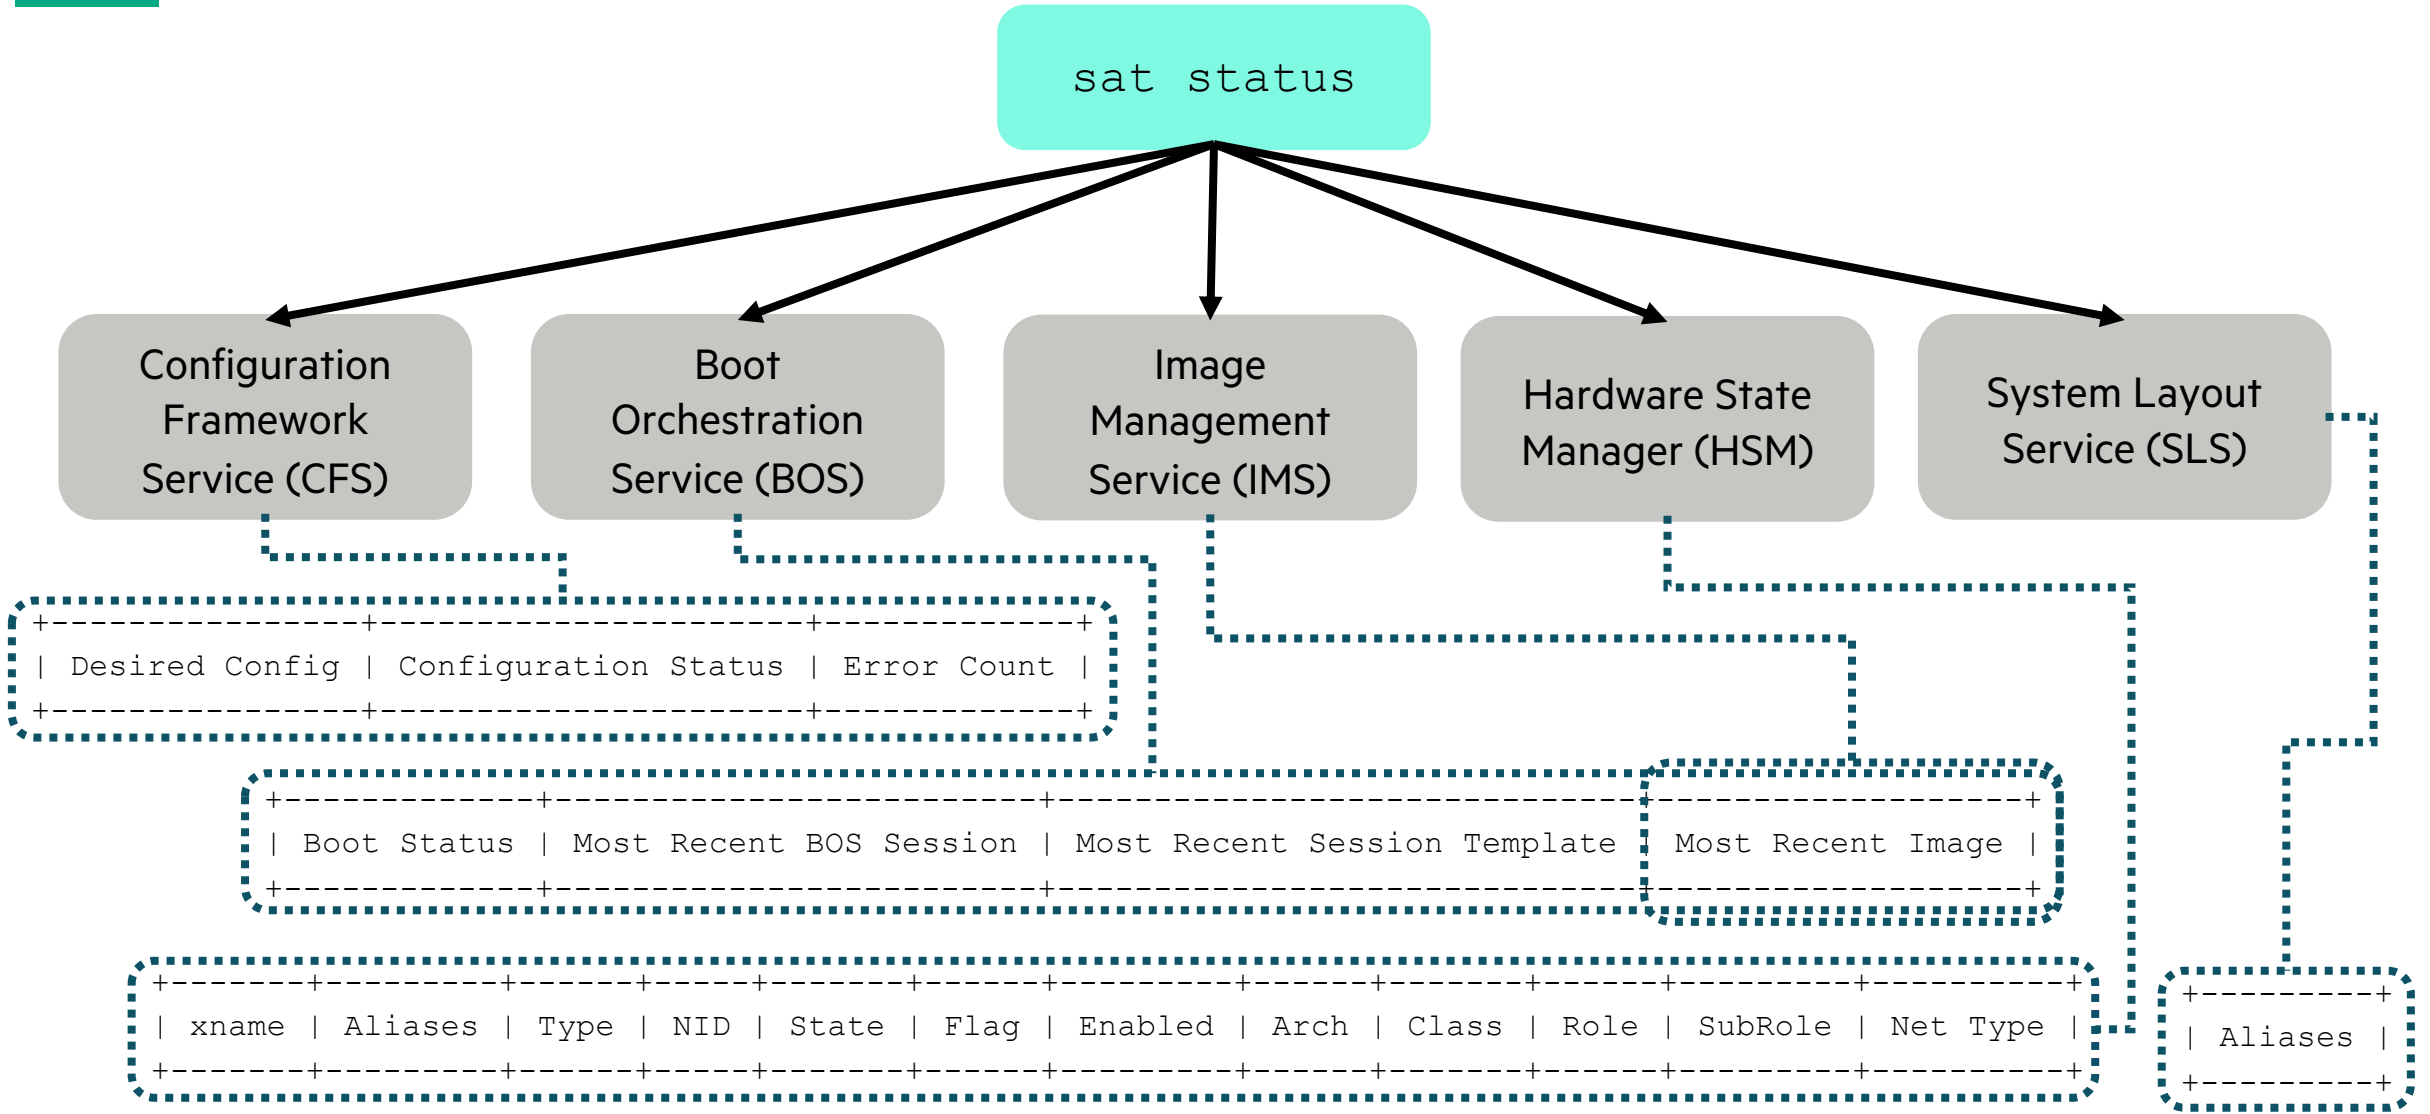 sat status
Configuration
Framework
Service (CFS)
Boot
Orchestration
Service (BOS)
Image
Management
Service (IMS)
Hardware State
Manager (HSM)
System Layout
Service (SLS)
+----------------+----------------------+-------------+
| Desired Config | Configuration Status | Error Count |
+----------------+----------------------+-------------+
+-------------+-------------------------+------------------------------+-------------------+
| Boot Status | Most Recent BOS Session | Most Recent Session Template | Most Recent Image |
+-------------+-------------------------+------------------------------+-------------------+
+-------+---------+------+-----+-------+------+---------+------+-------+------+---------+----------+
| xname | Aliases | Type | NID | State | Flag | Enabled | Arch | Class | Role | SubRole | Net Type |
+-------+---------+------+-----+-------+------+---------+------+-------+------+---------+----------+
+---------+
| Aliases |
+---------+